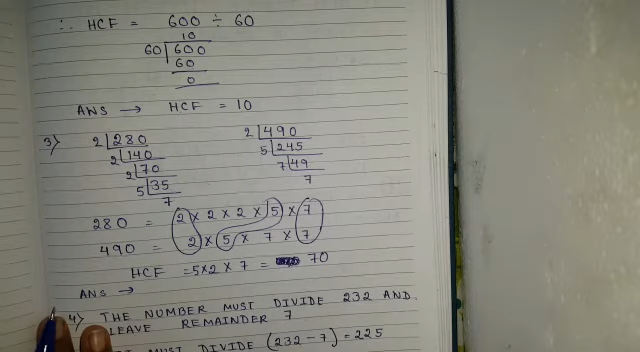 ∴ HCF = 600 ÷ 60
10
60 600
60
0
ANS → HCF = 10
3) 2 280 2 490
2 140 5 245
2 70 7 49
5 35 7
7
280 = 2 × 2 × 2 × 5 × 7
490 = 2 × 5 × 7 × 7
HCF = 5×2 × 7 = 70
ANS →
4) THE NUMBER MUST DIVIDE 232 AND
LEAVE REMAINDER 7
MUST DIVIDE (232 - 7) = 225